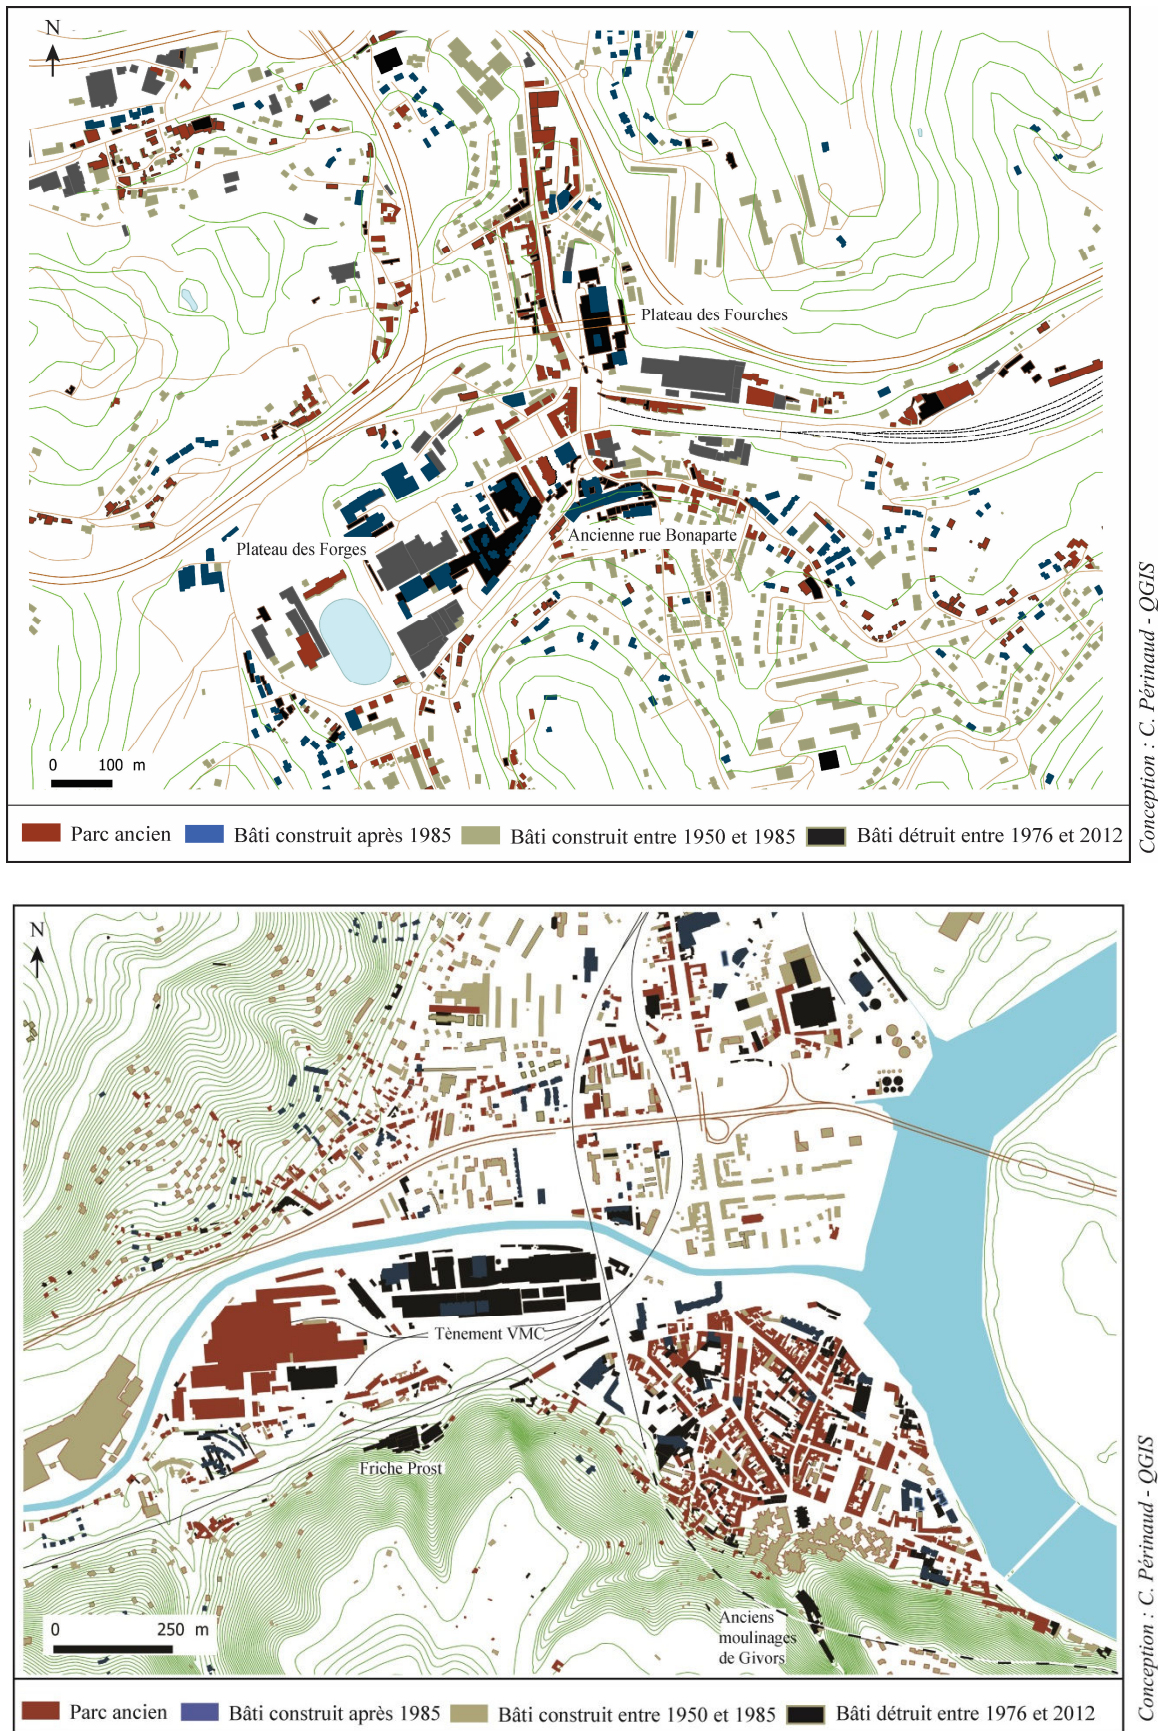 N
Plateau des Fourches
Plateau des Forges
Ancienne rue Bonaparte
0 100 m
Parc ancien Bâti construit après 1985 Bâti construit entre 1950 et 1985 Bâti détruit entre 1976 et 2012
Conception : C. Périnaud - QGIS
N
Tènement VMC
Friche Prost
Anciens
moulinages
de Givors
0 250 m
Parc ancien Bâti construit après 1985 Bâti construit entre 1950 et 1985 Bâti détruit entre 1976 et 2012
Conception : C. Périnaud - QGIS